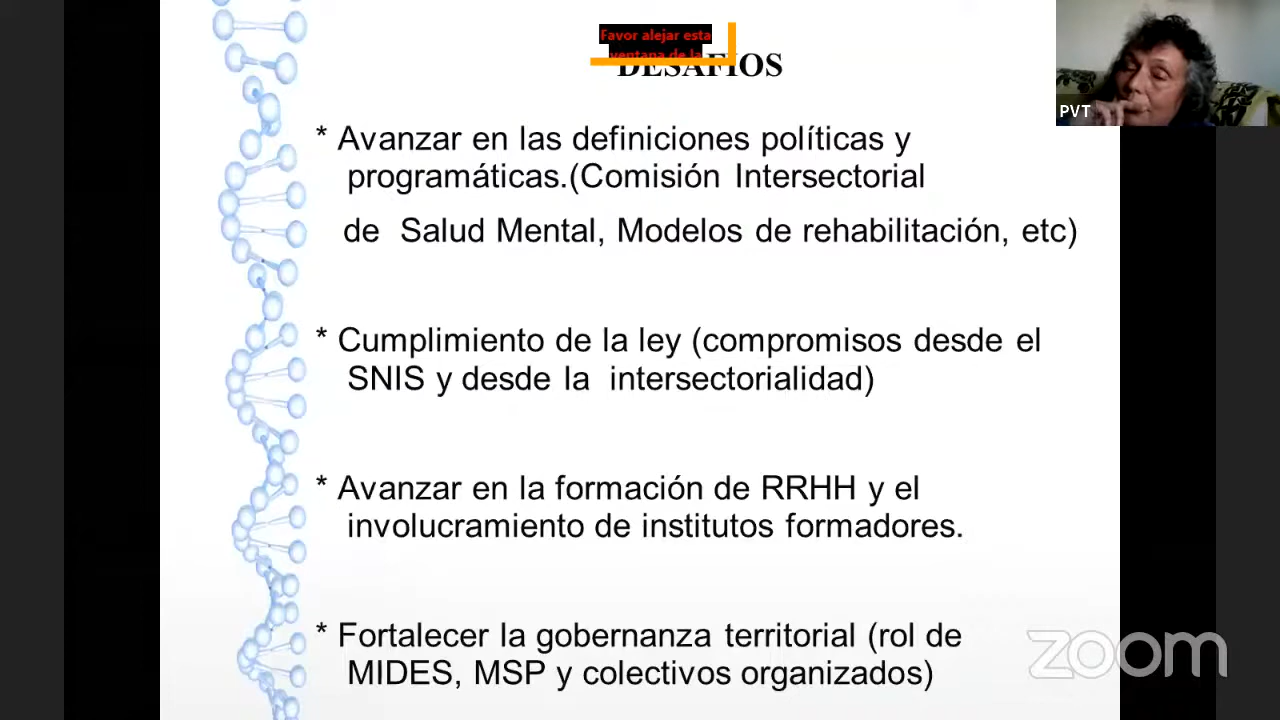 Favor alejar esta
ventana de la
DESAFIOS
PVT
* Avanzar en las definiciones políticas y
programáticas.(Comisión Intersectorial
de Salud Mental, Modelos de rehabilitación, etc)
* Cumplimiento de la ley (compromisos desde el
SNIS y desde la intersectorialidad)
* Avanzar en la formación de RRHH y el
involucramiento de institutos formadores.
* Fortalecer la gobernanza territorial (rol de
MIDES, MSP y colectivos organizados)
zoom